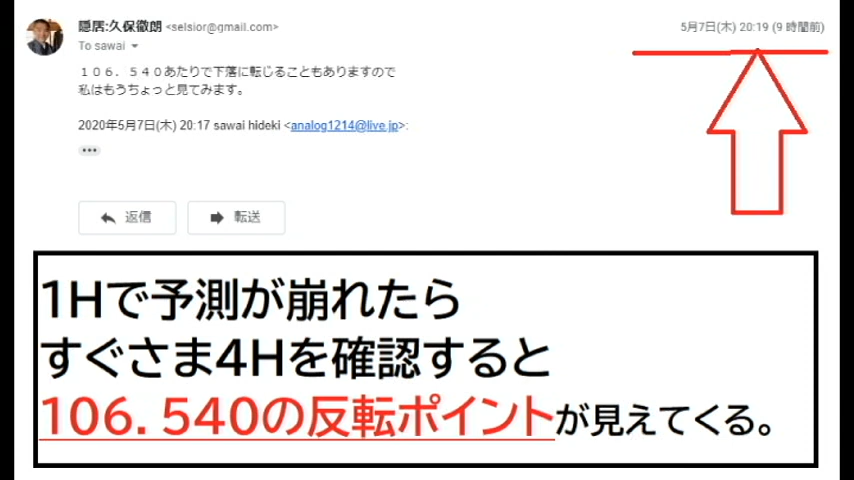 隠居:久保徹朗 <selsior@gmail.com>
5月7日(木) 20:19 (9 時間前)
To sawai
１０６．５４０あたりで下落に転じることもありますので
私はもうちょっと見てみます。
2020年5月7日(木) 20:17 sawai hideki <analog1214@live.jp>:
返信
転送
1Hで予測が崩れたら
すぐさま4Hを確認すると
106.540の反転ポイントが見えてくる。